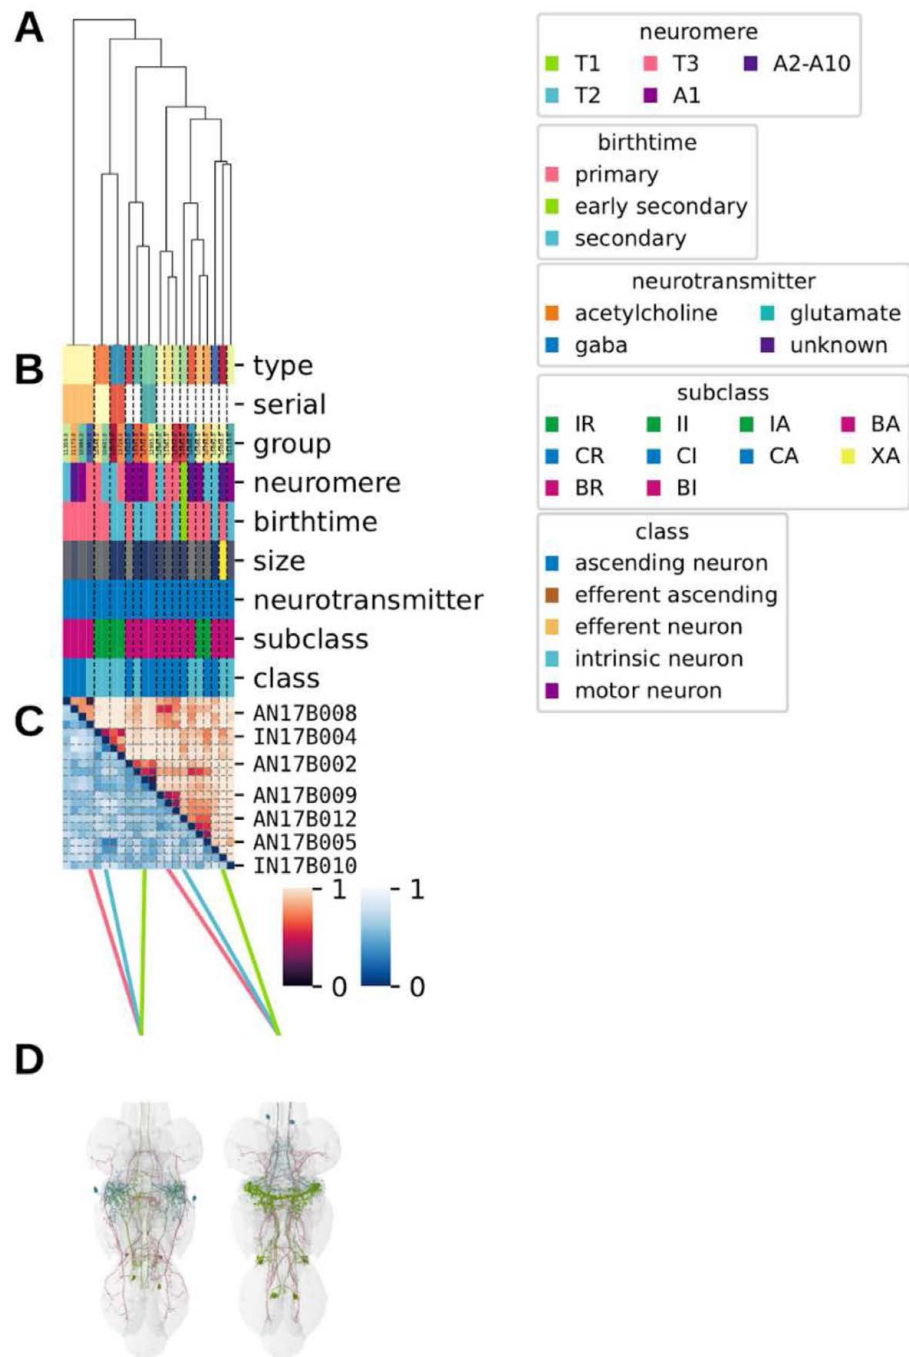 A
neuromere
T1 T3 A2-A10
T2 A1
birthtime
primary
early secondary
secondary
neurotransmitter
acetylcholine glutamate
gaba unknown
subclass
IR II IA BA
CR CI CA XA
BR BI
class
ascending neuron
efferent ascending
efferent neuron
intrinsic neuron
motor neuron
B
type
serial
group
neuromere
birthtime
size
neurotransmitter
subclass
class
C
AN17B008
IN17B004
AN17B002
AN17B009
AN17B012
AN17B005
IN17B010
1 1
0 0
D